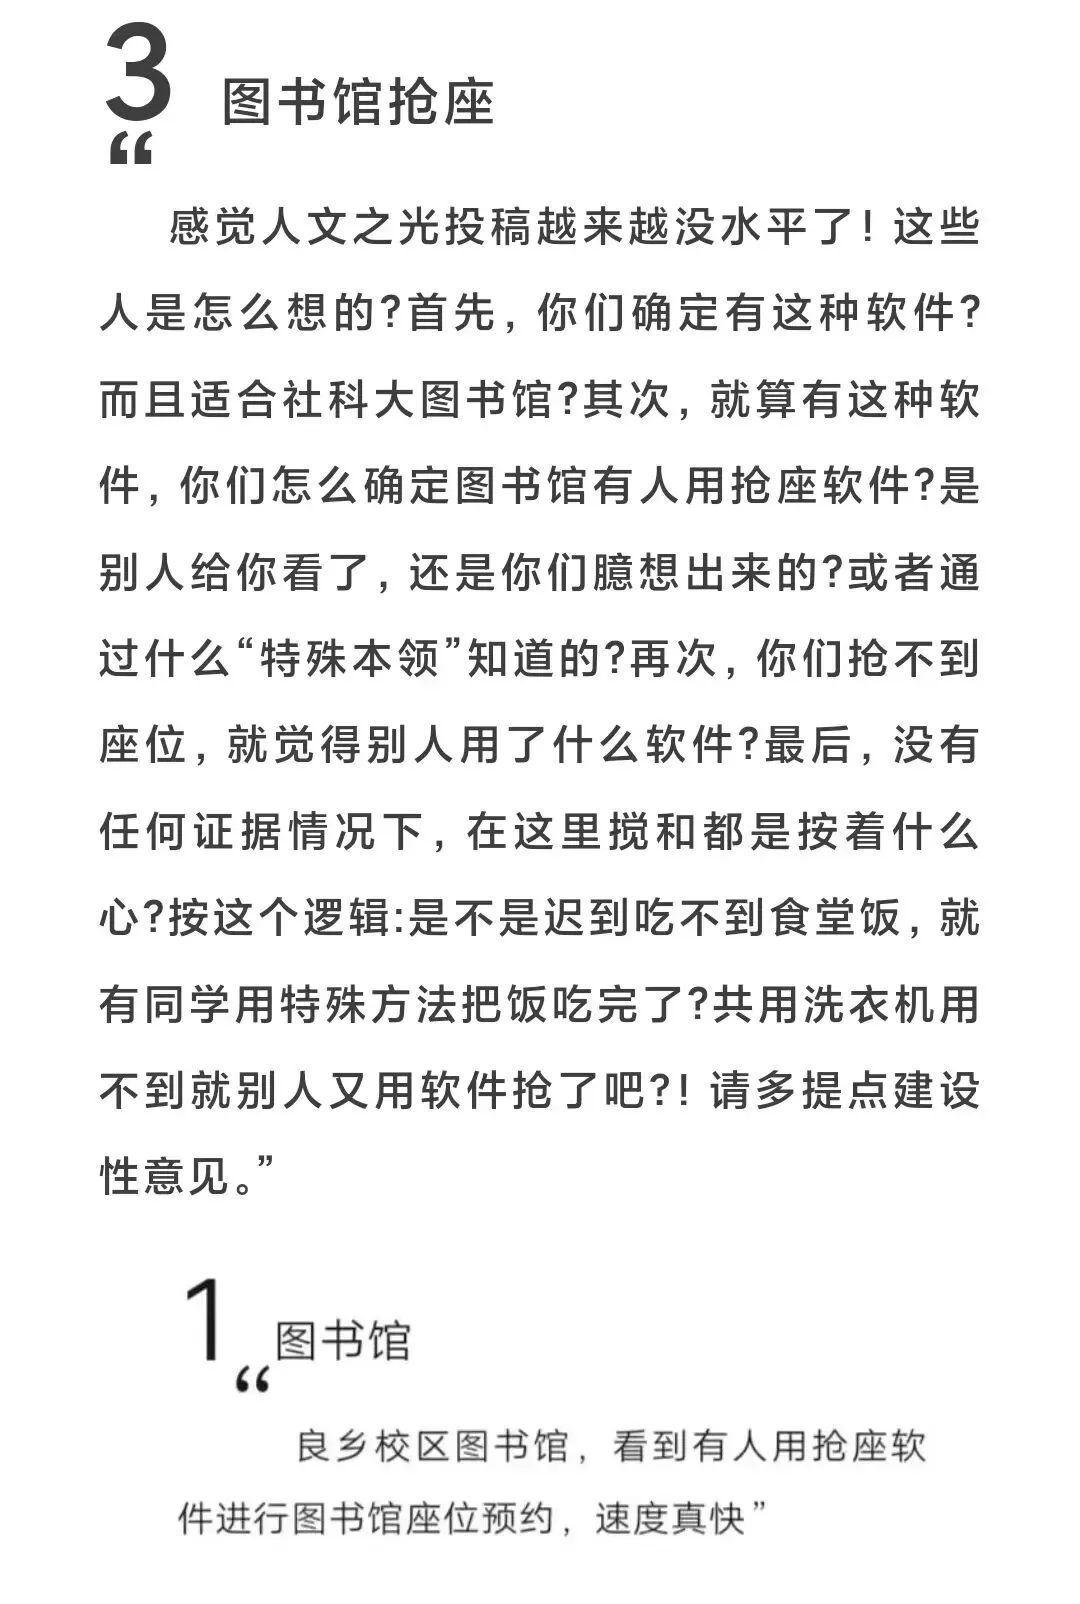 3 图书馆抢座
“
感觉人文之光投稿越来越没水平了！这些
人是怎么想的？首先，你们确定有这种软件？
而且适合社科大图书馆？其次，就算有这种软
件，你们怎么确定图书馆有人用抢座软件？是
别人给你看了，还是你们臆想出来的？或者通
过什么“特殊本领”知道的？再次，你们抢不到
座位，就觉得别人用了什么软件？最后，没有
任何证据情况下，在这里搅和都是按着什么
心？按这个逻辑：是不是迟到吃不到食堂饭，就
有同学用特殊方法把饭吃完了？共用洗衣机用
不到就别人又用软件抢了吧？！请多提点建设
性意见。”
1 图书馆
“
良乡校区图书馆，看到有人用抢座软
件进行图书馆座位预约，速度真快”